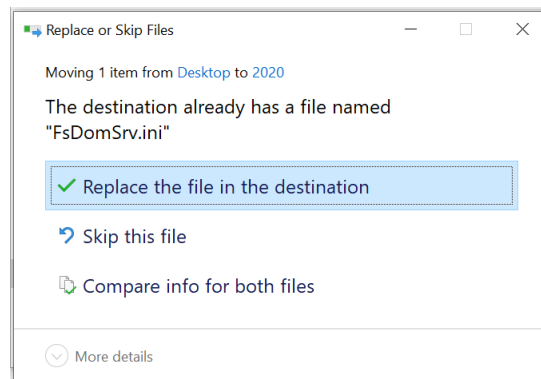 Replace or Skip Files
Moving 1 item from Desktop to 2020
The destination already has a file named
"FsDomSrv.ini"
Replace the file in the destination
Skip this file
Compare info for both files
More details